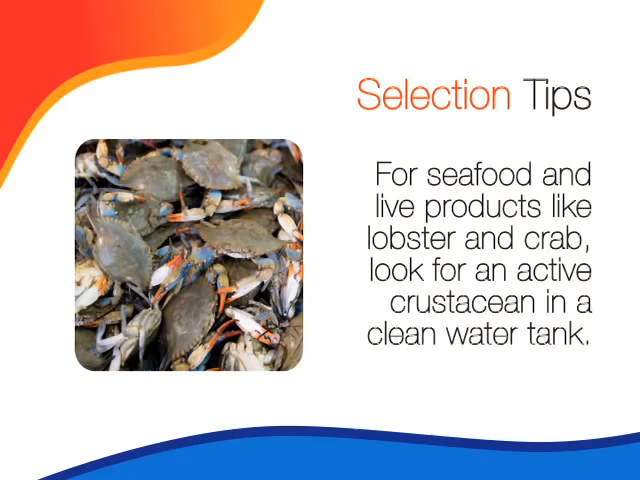 Selection Tips
For seafood and
live products like
lobster and crab,
look for an active
crustacean in a
clean water tank.